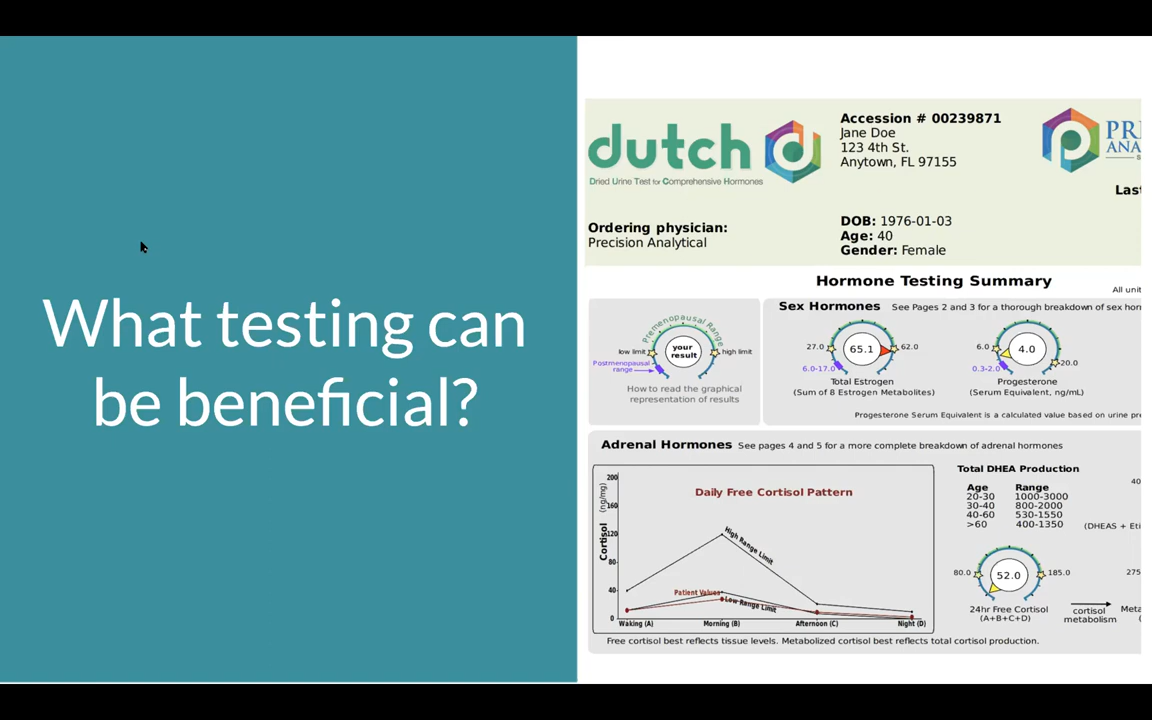 What testing can
be beneficial?
dutch
Dried Urine Test for Comprehensive Hormones
Accession # 00239871
Jane Doe
123 4th St.
Anytown, FL 97155
PRE
ANA
Last
Ordering physician:
Precision Analytical
DOB: 1976-01-03
Age: 40
Gender: Female
Hormone Testing Summary
All unit
Premenopausal Range
low limit
your
result
high limit
Postmenopausal
range
How to read the graphical
representation of results
Sex Hormones See Pages 2 and 3 for a thorough breakdown of sex hor
27.0 65.1 62.0
6.0-17.0
Total Estrogen
(Sum of 8 Estrogen Metabolites)
6.0 4.0 20.0
0.3-2.0
Progesterone
(Serum Equivalent, ng/mL)
Progesterone Serum Equivalent is a calculated value based on urine pre
Adrenal Hormones See pages 4 and 5 for a more complete breakdown of adrenal hormones
Daily Free Cortisol Pattern
Cortisol (ng/mg)
200
160
120
80
40
0
High Range Limit
Patient Values
Low Range Limit
Waking (A) Morning (B) Afternoon (C) Night (D)
Total DHEA Production
Age Range
20-30 1000-3000
30-40 800-2000
40-60 530-1550
>60 400-1350
40
(DHEAS + Eti
80.0 52.0 185.0
275
24hr Free Cortisol
(A+B+C+D)
cortisol
metabolism
Meta
(
Free cortisol best reflects tissue levels. Metabolized cortisol best reflects total cortisol production.